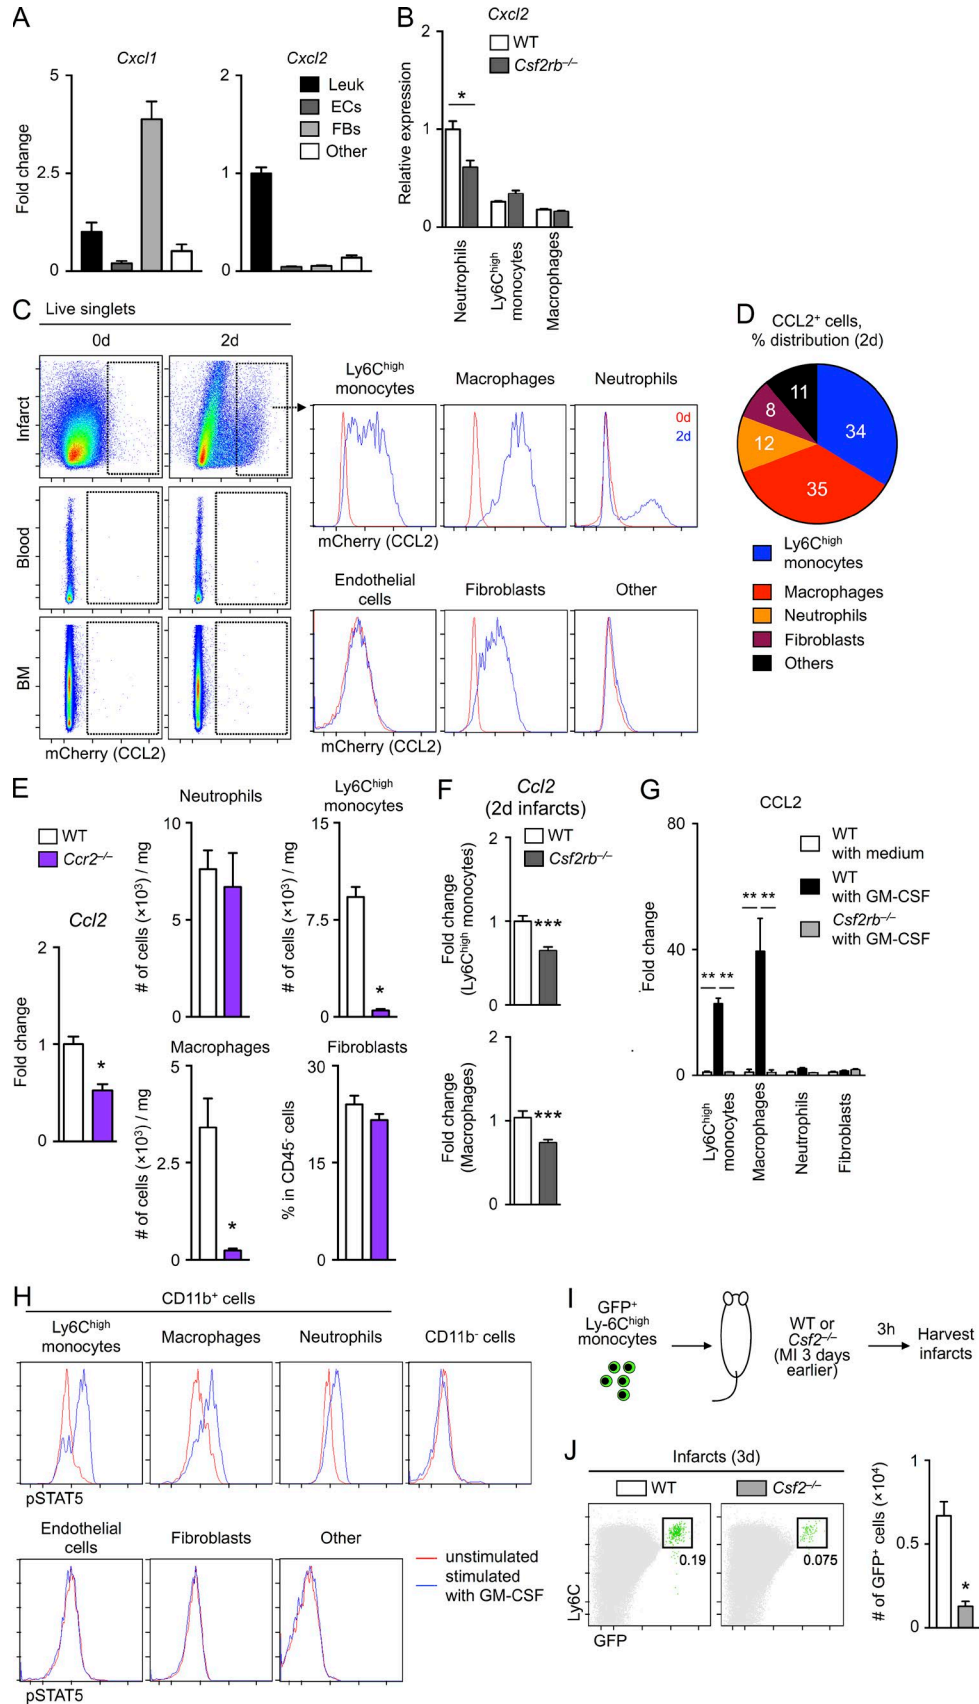 A
Cxcl1
Cxcl2
Fold change
5
2.5
0
2
1
0
Leuk
ECs
FBs
Other
B
Cxcl2
Relative expression
2
1
0
WT
Csf2rb–/–
*
Neutrophils
Ly6Chigh
monocytes
Macrophages
C
Live singlets
0d
2d
Infarct
Blood
BM
mCherry (CCL2)
Ly6Chigh
monocytes
Macrophages
Neutrophils
0d
2d
mCherry (CCL2)
Endothelial
cells
Fibroblasts
Other
mCherry (CCL2)
D
CCL2+ cells,
% distribution (2d)
11
8
12
34
35
Ly6Chigh
monocytes
Macrophages
Neutrophils
Fibroblasts
Others
E
WT
Ccr2–/–
Ccl2
Fold change
2
1
0
*
Neutrophils
# of cells (×10³) / mg
10
5
0
Ly6Chigh
monocytes
# of cells (×10³) / mg
15
7.5
0
*
Macrophages
# of cells (×10³) / mg
5
2.5
0
*
Fibroblasts
% in CD45- cells
30
15
0
F
Ccl2
(2d infarcts)
WT
Csf2rb–/–
Fold change
(Ly6Chigh monocytes)
2
1
0
***
Fold change
(Macrophages)
2
1
0
***
G
CCL2
Fold change
80
40
0
WT
with medium
WT
with GM-CSF
Csf2rb–/–
with GM-CSF
** **
** **
Ly6Chigh
monocytes
Macrophages
Neutrophils
Fibroblasts
H
CD11b+ cells
Ly6Chigh
monocytes
Macrophages
Neutrophils
CD11b- cells
pSTAT5
Endothelial
cells
Fibroblasts
Other
pSTAT5
unstimulated
stimulated
with GM-CSF
I
GFP+
Ly-6Chigh
monocytes
WT or
Csf2–/–
(MI 3 days
earlier)
3h
Harvest
infarcts
J
Infarcts (3d)
WT
Csf2–/–
0.19
0.075
Ly6C
GFP
# of GFP+ cells (×10⁴)
1
0.5
0
*